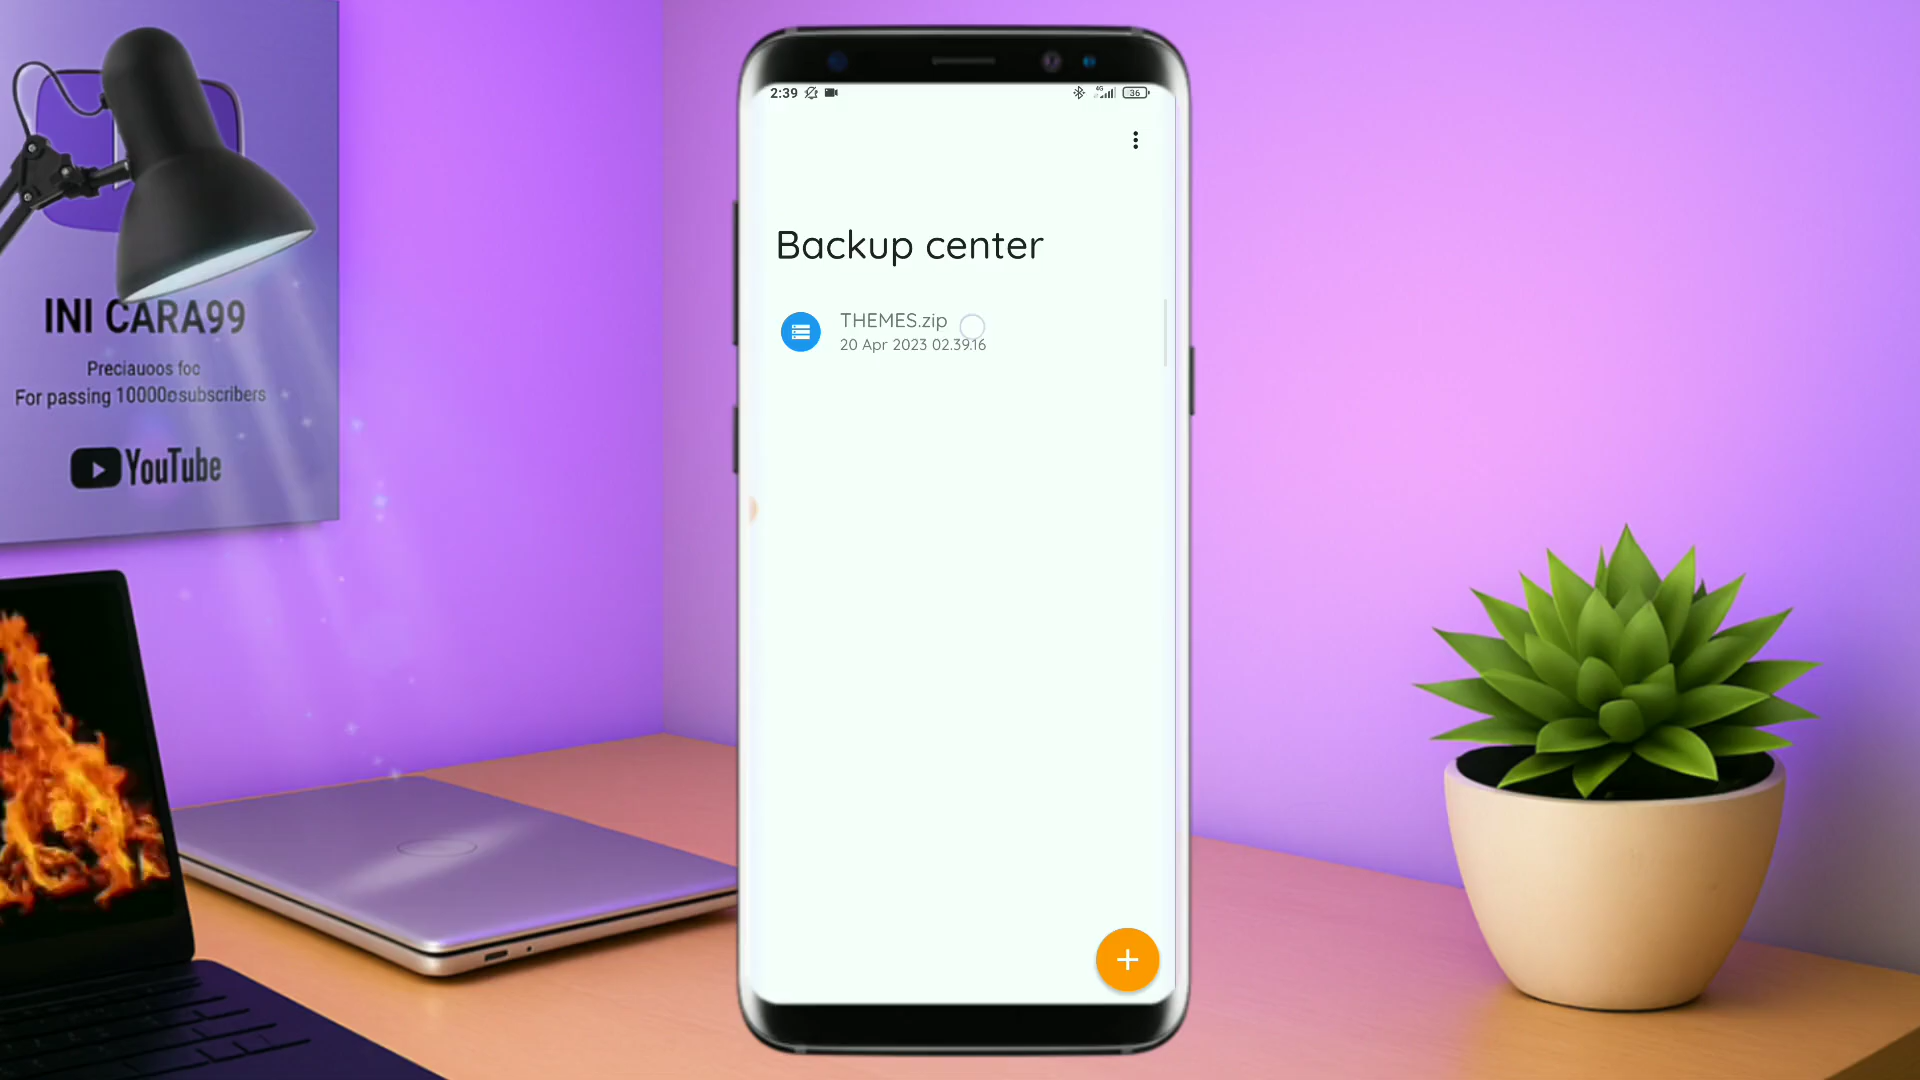 INI CARA99
Preciauoos foc
For passing 10000osubscribers
YouTube
2:39
4G
36
Backup center
THEMES.zip
20 Apr 2023 02.39.16